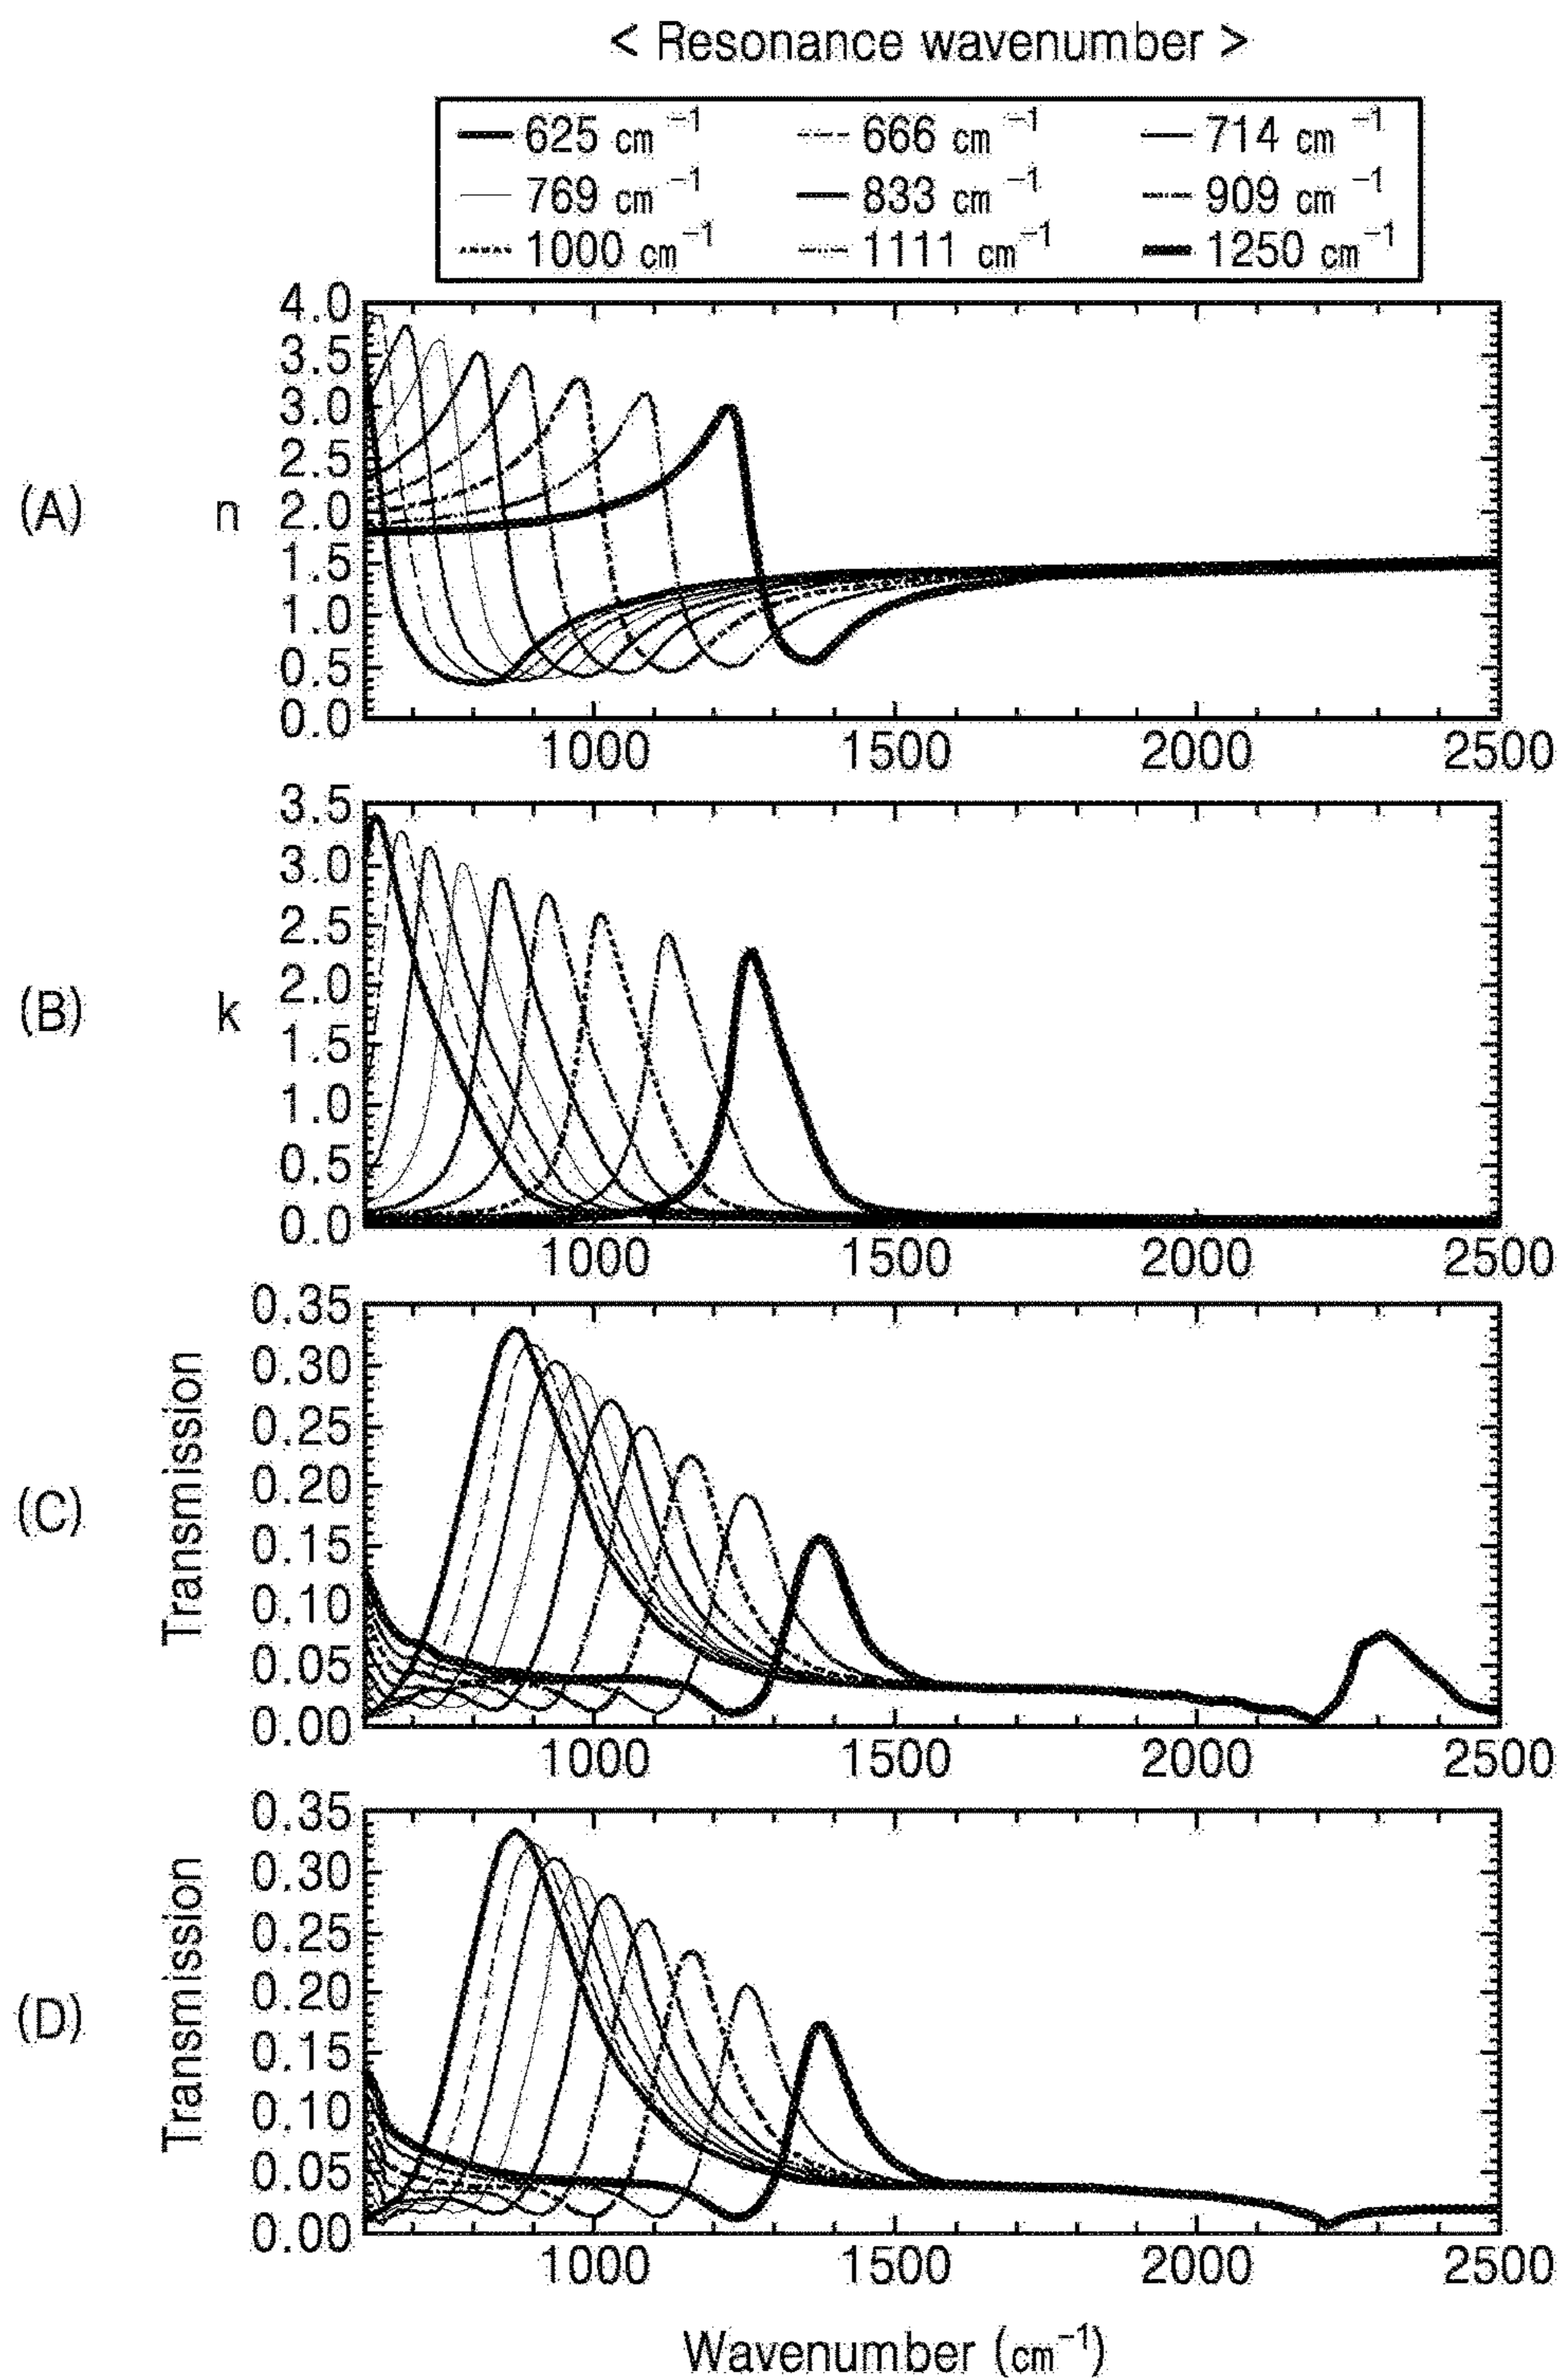 < Resonance wavenumber >
625 cm⁻¹ 666 cm⁻¹ 714 cm⁻¹
769 cm⁻¹ 833 cm⁻¹ 909 cm⁻¹
1000 cm⁻¹ 1111 cm⁻¹ 1250 cm⁻¹
(A)
n
4.0
3.5
3.0
2.5
2.0
1.5
1.0
0.5
0.0
1000 1500 2000 2500
(B)
k
3.5
3.0
2.5
2.0
1.5
1.0
0.5
0.0
1000 1500 2000 2500
(C)
Transmission
0.35
0.30
0.25
0.20
0.15
0.10
0.05
0.00
1000 1500 2000 2500
(D)
Transmission
0.35
0.30
0.25
0.20
0.15
0.10
0.05
0.00
1000 1500 2000 2500
Wavenumber (cm⁻¹)